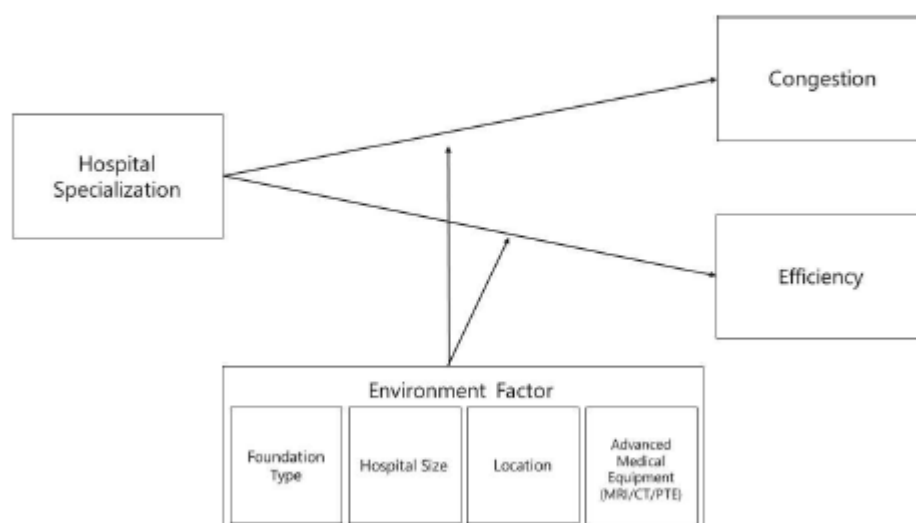 Congestion
Hospital
Specialization
Efficiency
Environment Factor
Foundation
Type
Hospital Size
Location
Advanced
Medical
Equipment
(MRI/CT/PTE)